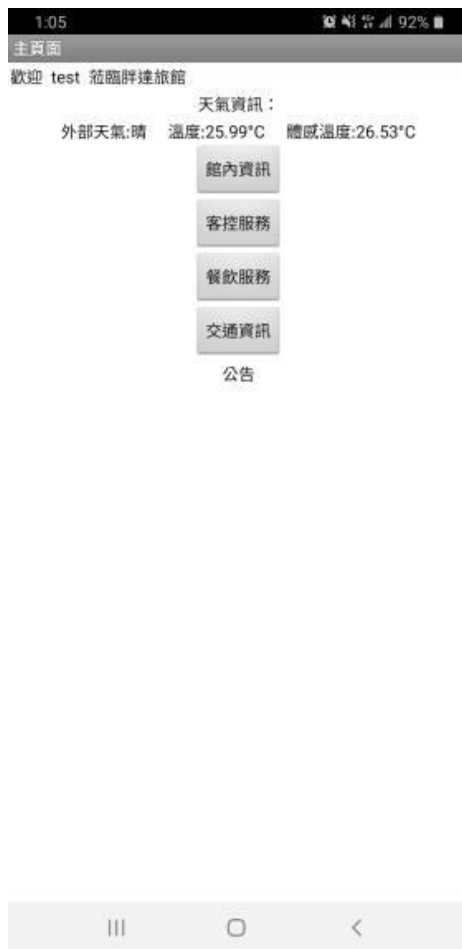 1:05 92%
主頁面
歡迎 test 蒞臨胖達旅館
天氣資訊：
外部天氣:晴 溫度:25.99°C 體感溫度:26.53°C
館內資訊
客控服務
餐飲服務
交通資訊
公告